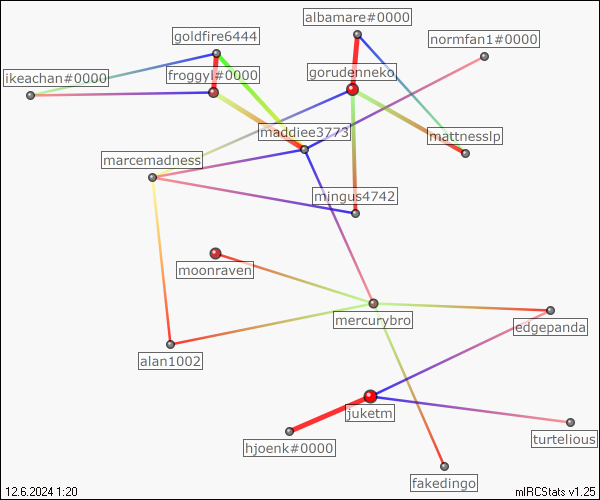 albamare#0000
goldfire6444
normfan1#0000
ikeachan#0000
froggyl#0000
gorudenneko
maddiee3773
mattnesslp
marcemadness
mingus4742
moonraven
mercurybro
edgepanda
alan1002
juketm
turtelious
hjoenk#0000
fakedingo
12.6.2024 1:20
mIRCStats v1.25